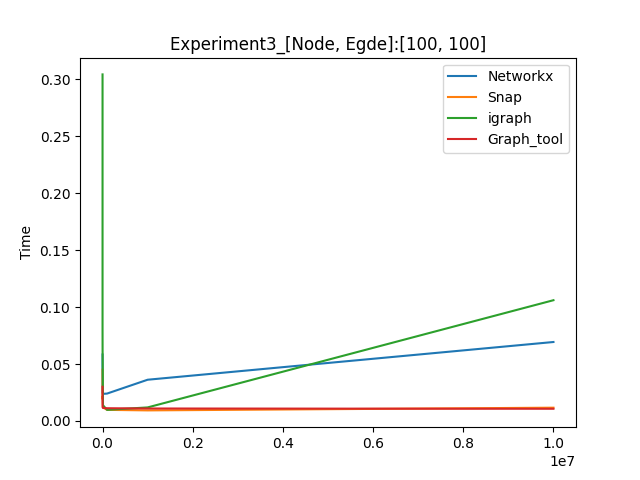 Experiment3_[Node, Egde]:[100, 100]
Networkx
Snap
igraph
Graph_tool
Time
0.30
0.25
0.20
0.15
0.10
0.05
0.00
0.0 0.2 0.4 0.6 0.8 1.0
1e7